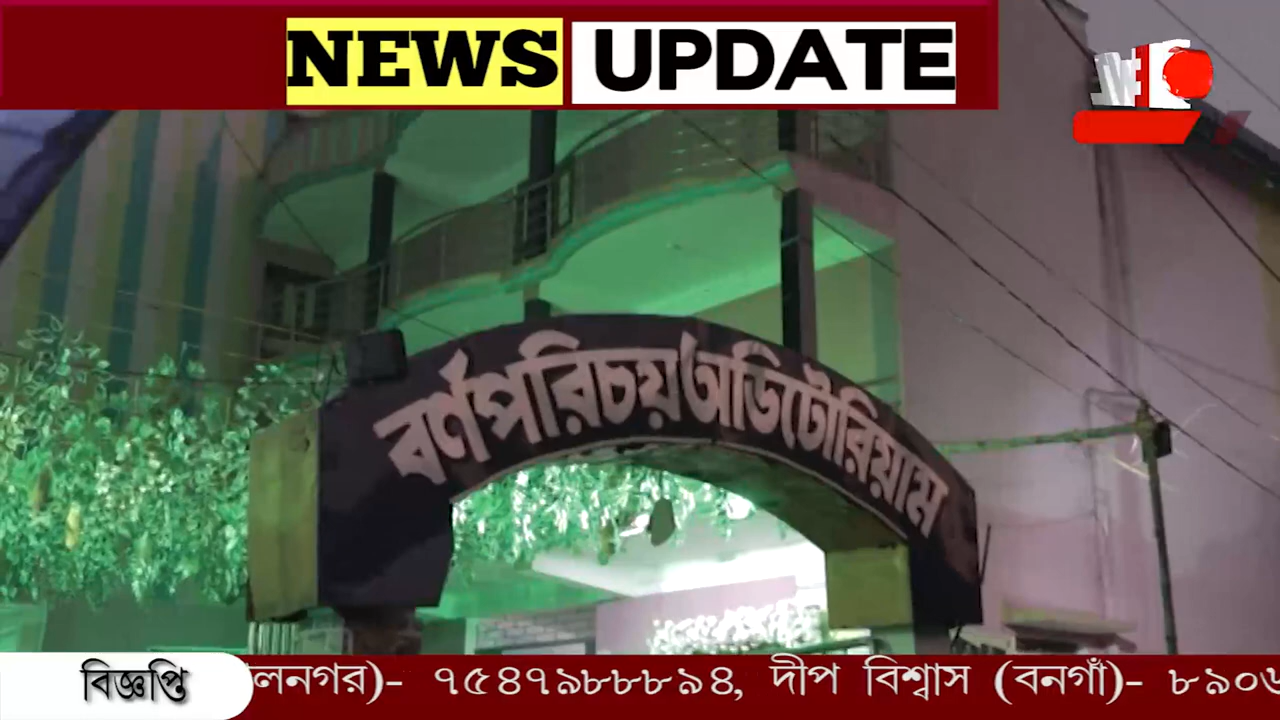 NEWS UPDATE
বর্ণপরিচয় অডিটোরিয়াম
বিজ্ঞপ্তি
লনগর)- ৭৫৪৭৯৮৮৮৯৪, দীপ বিশ্বাস (বনগাঁ)- ৮৯০৬